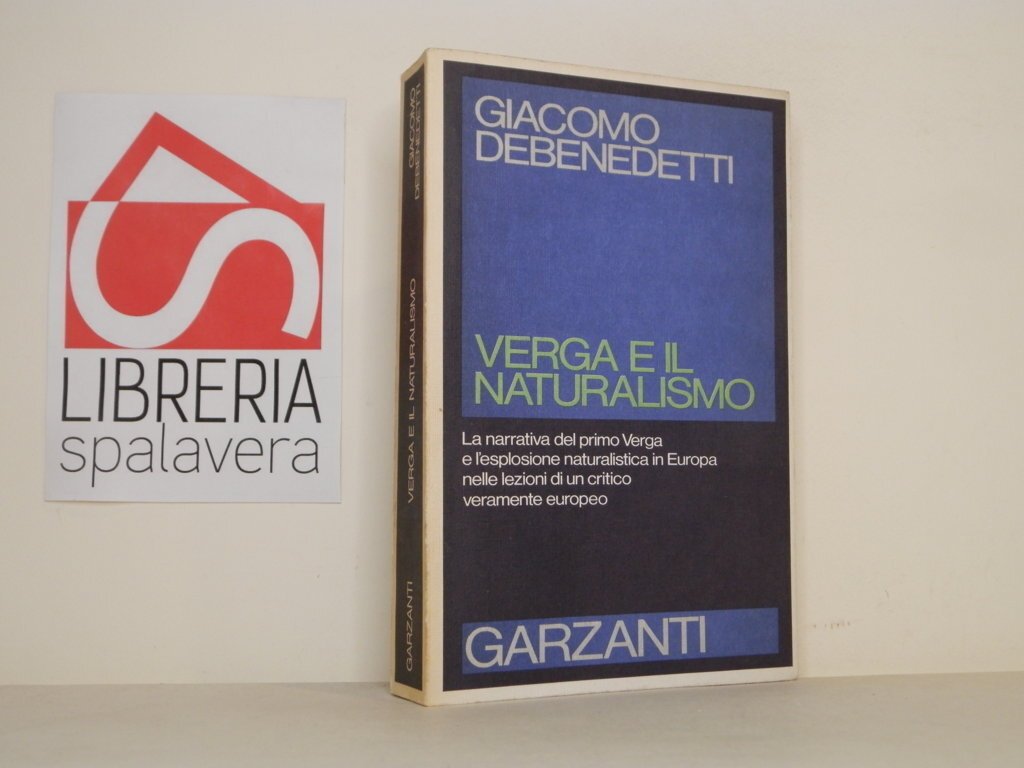 LIBRERIA
spalavera
GIACOMO
DEBENEDETTI
VERGA E IL NATURALISMO
GARZANTI
GIACOMO
DEBENEDETTI
VERGA E IL
NATURALISMO
La narrativa del primo Verga
e l'esplosione naturalistica in Europa
nelle lezioni di un critico
veramente europeo
GARZANTI